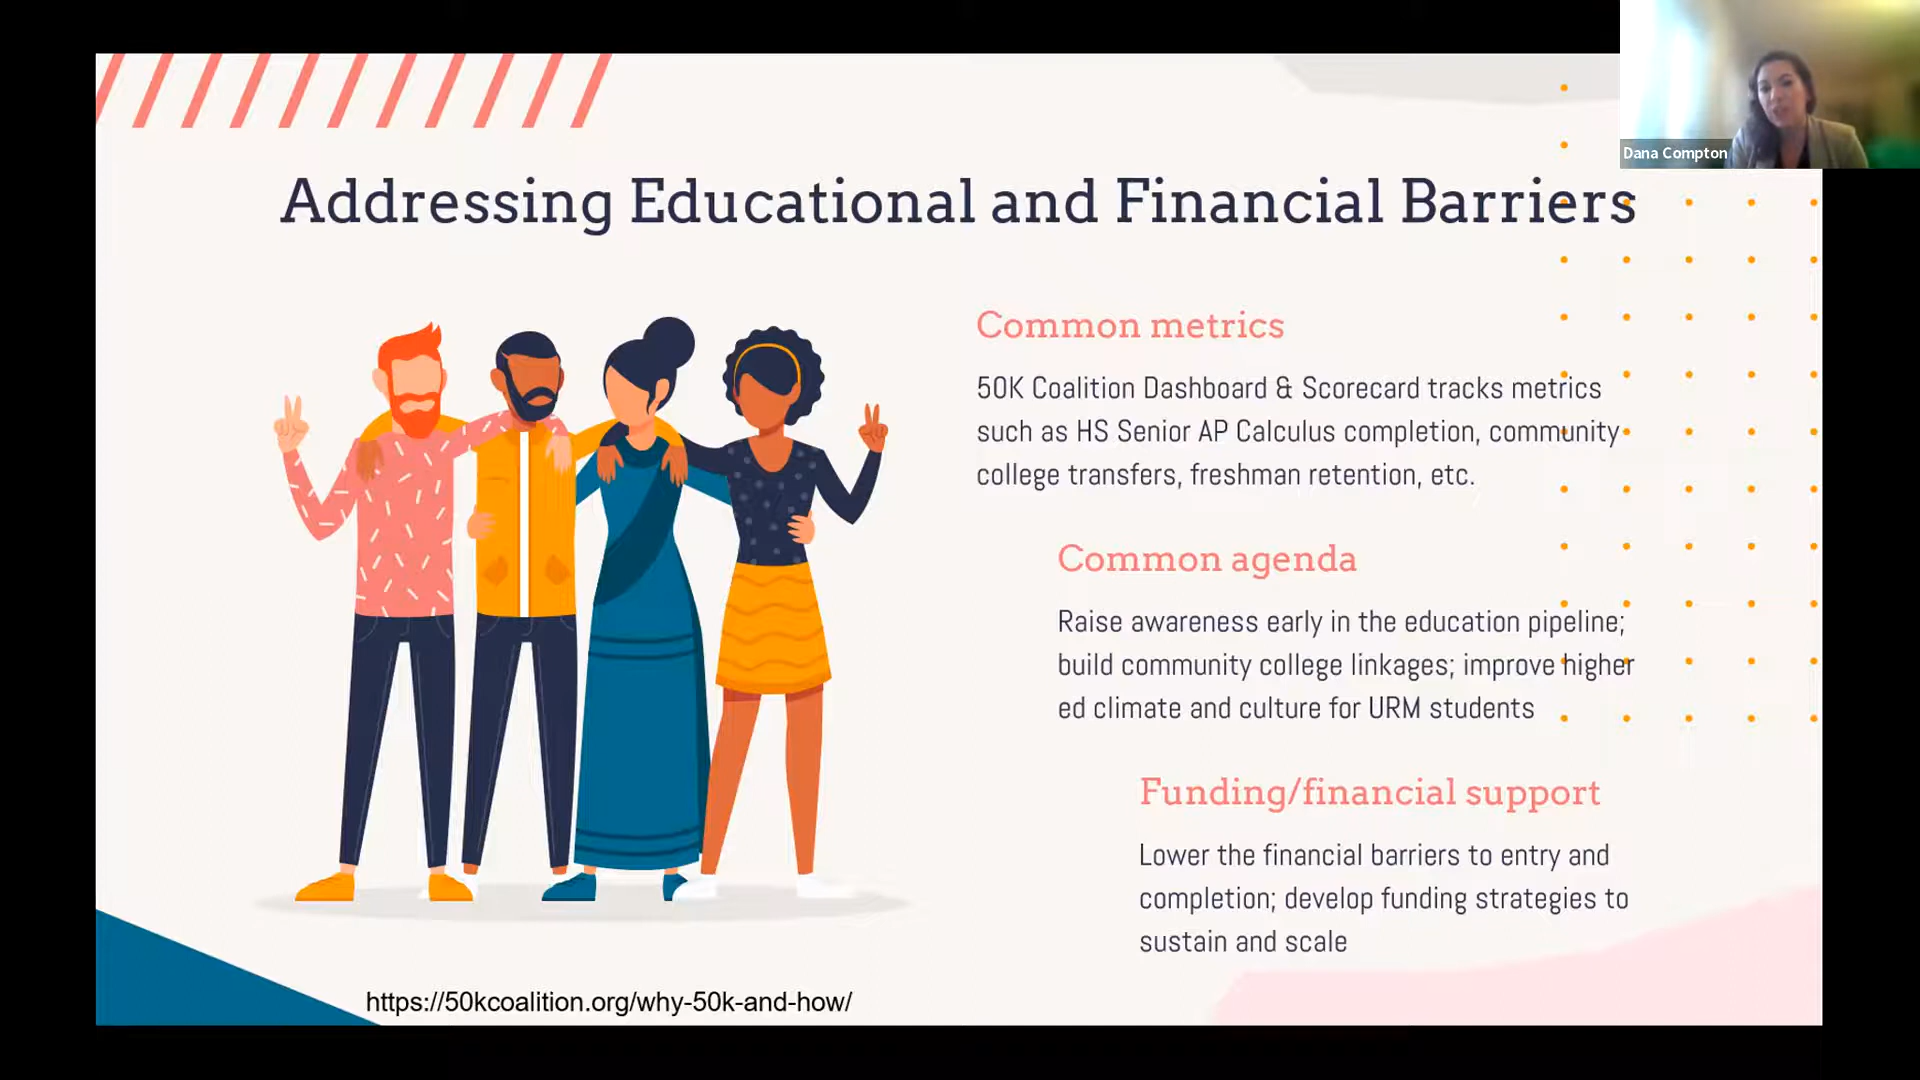 Dana Compton
Addressing Educational and Financial Barriers
Common metrics
50K Coalition Dashboard & Scorecard tracks metrics
such as HS Senior AP Calculus completion, community
college transfers, freshman retention, etc.
Common agenda
Raise awareness early in the education pipeline;
build community college linkages; improve higher
ed climate and culture for URM students
Funding/financial support
Lower the financial barriers to entry and
completion; develop funding strategies to
sustain and scale
https://50kcoalition.org/why-50k-and-how/